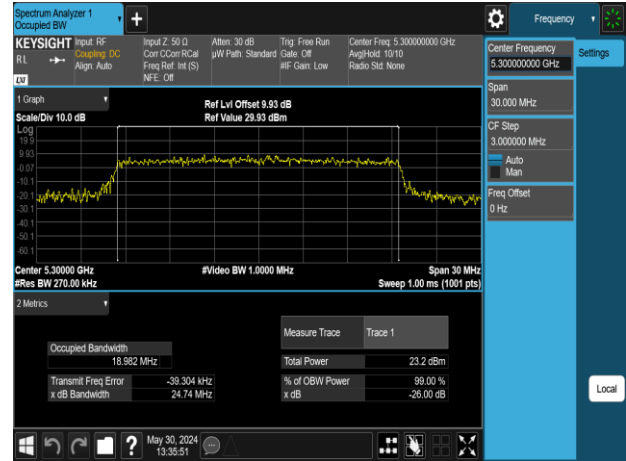 Spectrum Analyzer 1
Occupied BW
Frequency
KEYSIGHT
RL
LXI
Input: RF
Coupling: DC
Align: Auto
Input Z: 50 Ω
Corr CCorr RCal
Freq Ref: Int (S)
NFE: Off
Atten: 30 dB
µW Path: Standard
Trig: Free Run
Gate: Off
#IF Gain: Low
Center Freq: 5.300000000 GHz
Avg|Hold: 10/10
Radio Std: None
Center Frequency
5.300000000 GHz
Settings
Span
30.000 MHz
CF Step
3.000000 MHz
Auto
Man
Freq Offset
0 Hz
Local
1 Graph
Scale/Div 10.0 dB
Ref Lvl Offset 9.93 dB
Ref Value 29.93 dBm
Log
19.9
9.93
-0.07
-10.1
-20.1
-30.1
-40.1
-50.1
-60.1
Center 5.30000 GHz
#Video BW 1.0000 MHz
Span 30 MHz
#Res BW 270.00 kHz
Sweep 1.00 ms (1001 pts)
2 Metrics
Measure Trace
Trace 1
Occupied Bandwidth
18.982 MHz
Total Power
23.2 dBm
Transmit Freq Error
-39.304 kHz
% of OBW Power
99.00 %
x dB Bandwidth
24.74 MHz
x dB
-26.00 dB
?
May 30, 2024
13:35:51